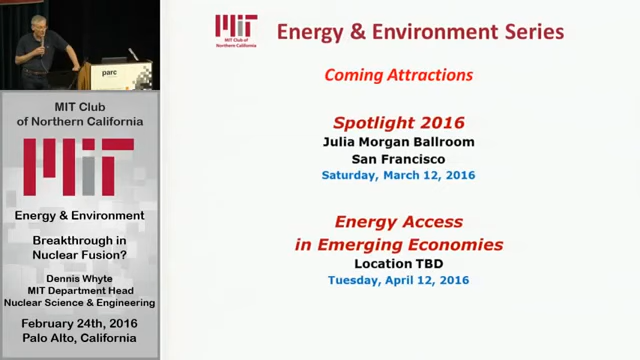 parc
MIT Club
of Northern California
MIT
Energy & Environment
Breakthrough in
Nuclear Fusion?
Dennis Whyte
MIT Department Head
Nuclear Science & Engineering
February 24th, 2016
Palo Alto, California
MIT
MIT Club of
Northern California
Energy & Environment Series
Coming Attractions
Spotlight 2016
Julia Morgan Ballroom
San Francisco
Saturday, March 12, 2016
Energy Access
in Emerging Economies
Location TBD
Tuesday, April 12, 2016